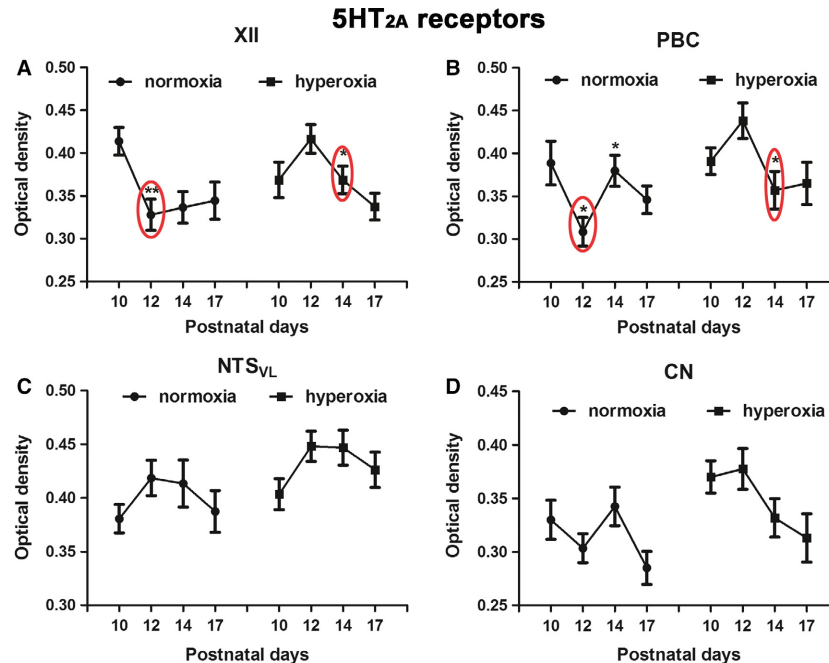 5HT2A receptors
XII
A
normoxia
hyperoxia
Optical density
0.50
0.45
0.40
0.35
0.30
0.25
**
*
10 12 14 17 10 12 14 17
Postnatal days
PBC
B
normoxia
hyperoxia
Optical density
0.50
0.45
0.40
0.35
0.30
0.25
*
*
*
10 12 14 17 10 12 14 17
Postnatal days
NTSVL
C
normoxia
hyperoxia
Optical density
0.50
0.45
0.40
0.35
0.30
10 12 14 17 10 12 14 17
Postnatal days
CN
D
normoxia
hyperoxia
Optical density
0.45
0.40
0.35
0.30
0.25
10 12 14 17 10 12 14 17
Postnatal days